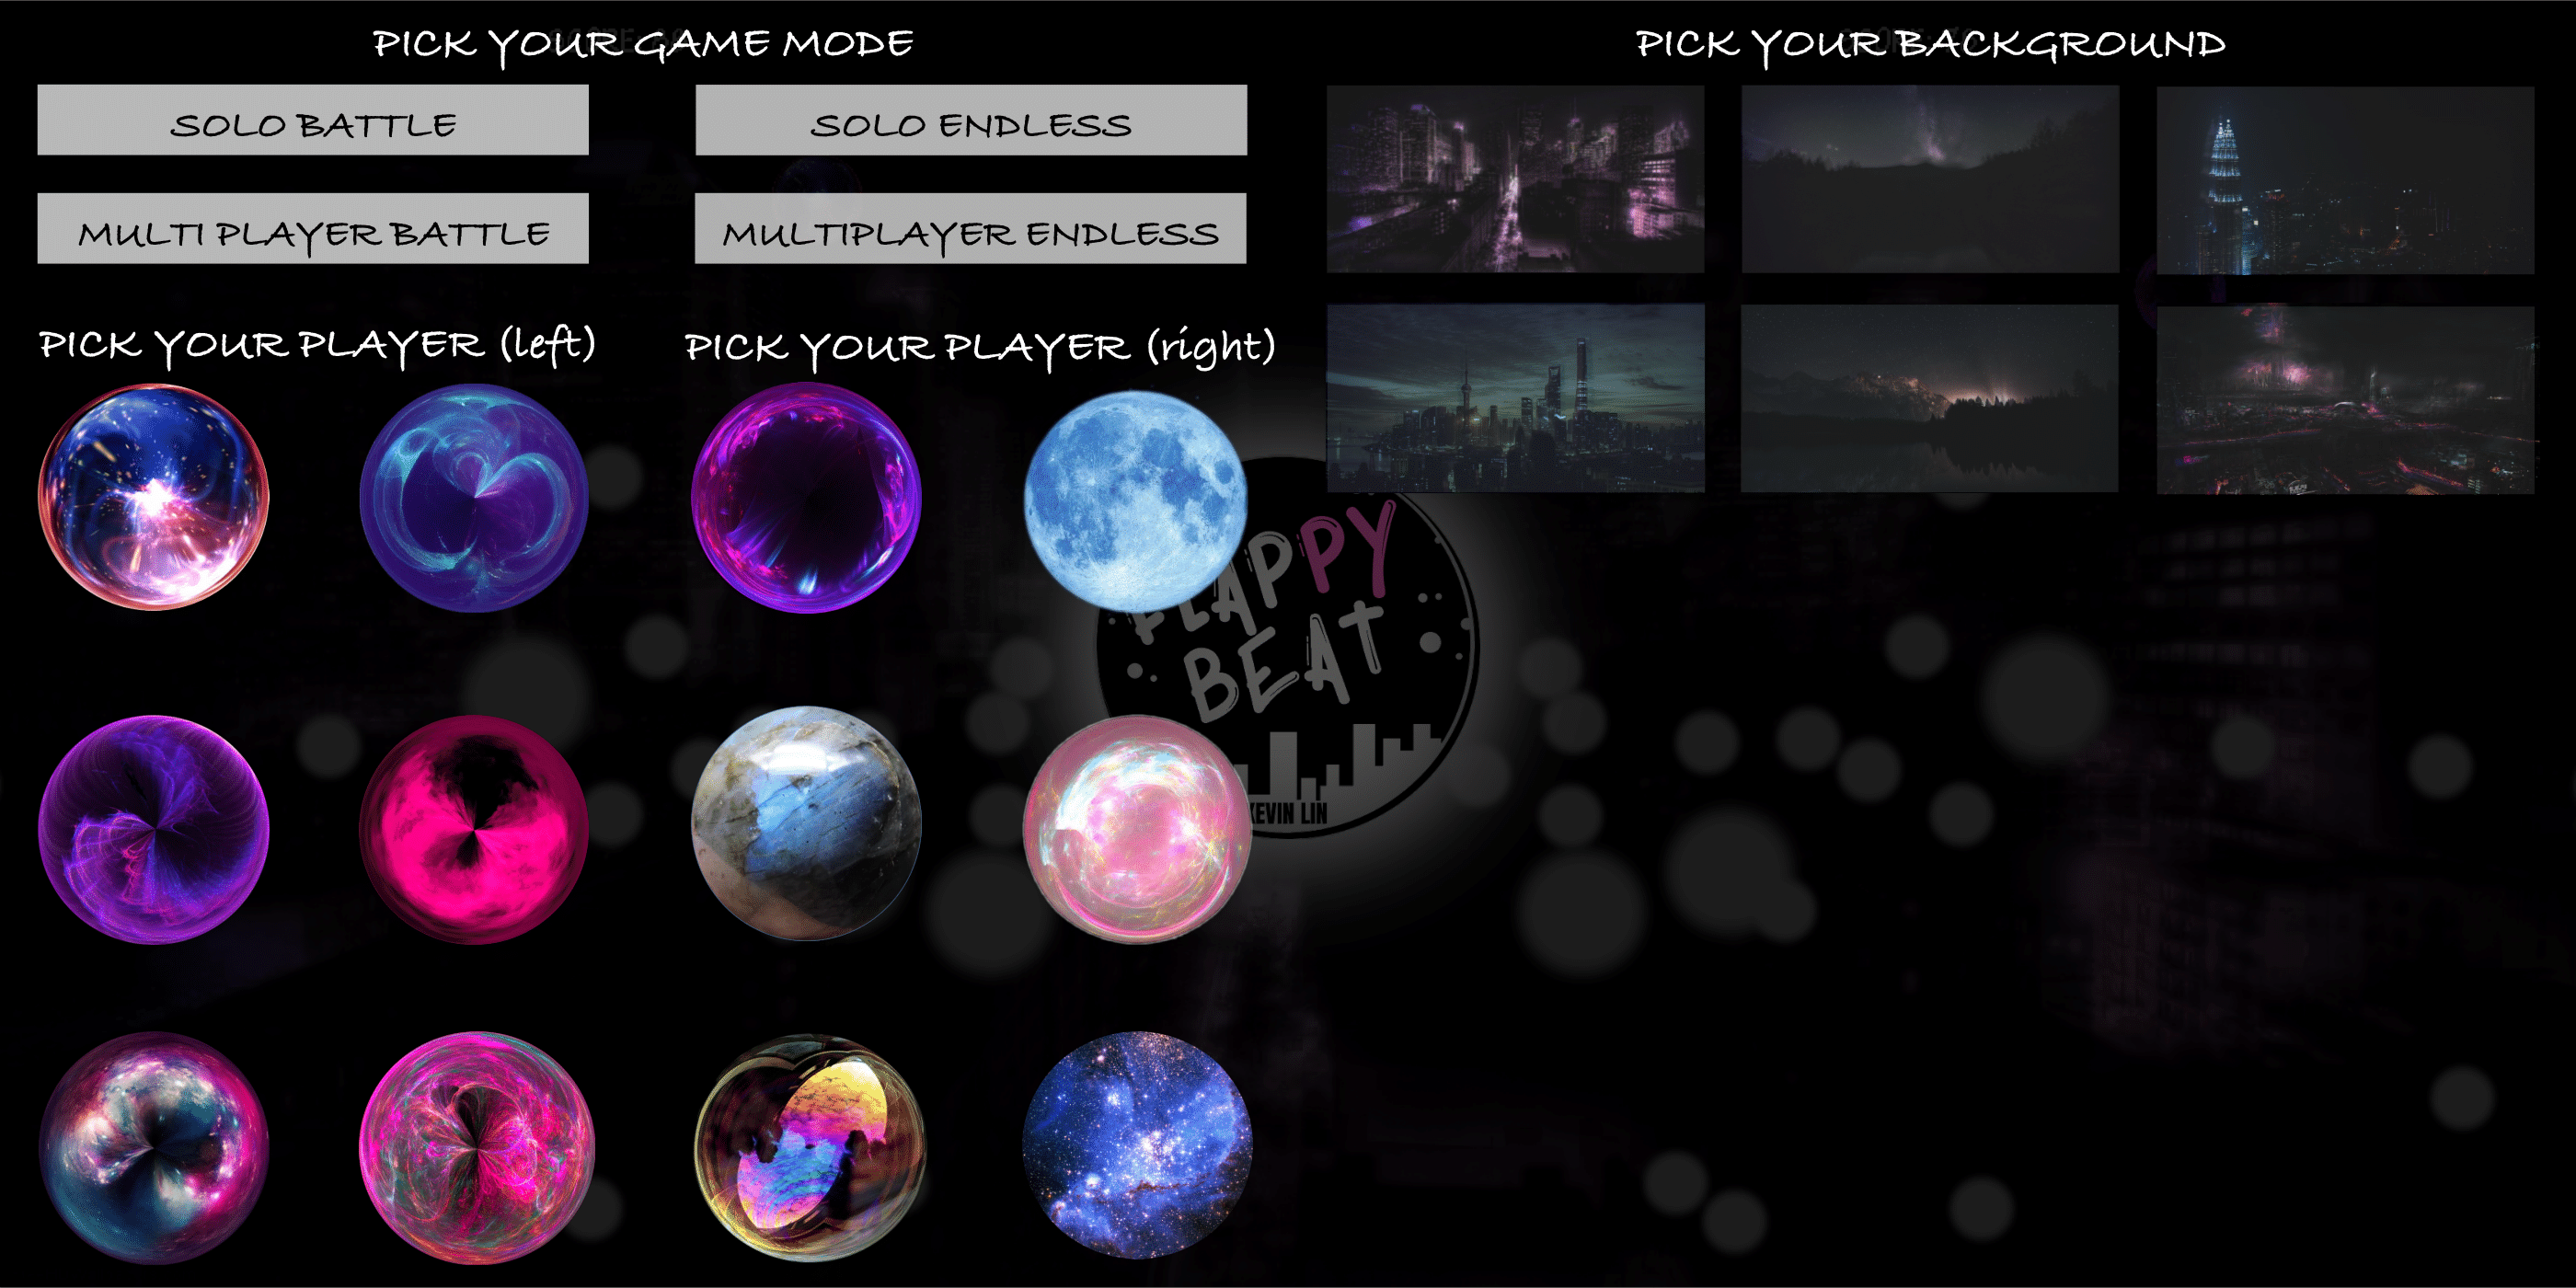 PICK YOUR GAME MODE
SOLO BATTLE
SOLO ENDLESS
MULTI PLAYER BATTLE
MULTIPLAYER ENDLESS
PICK YOUR PLAYER (left)
PICK YOUR PLAYER (right)
PICK YOUR BACKGROUND
FLAPPY
BEAT
KEVIN LIN